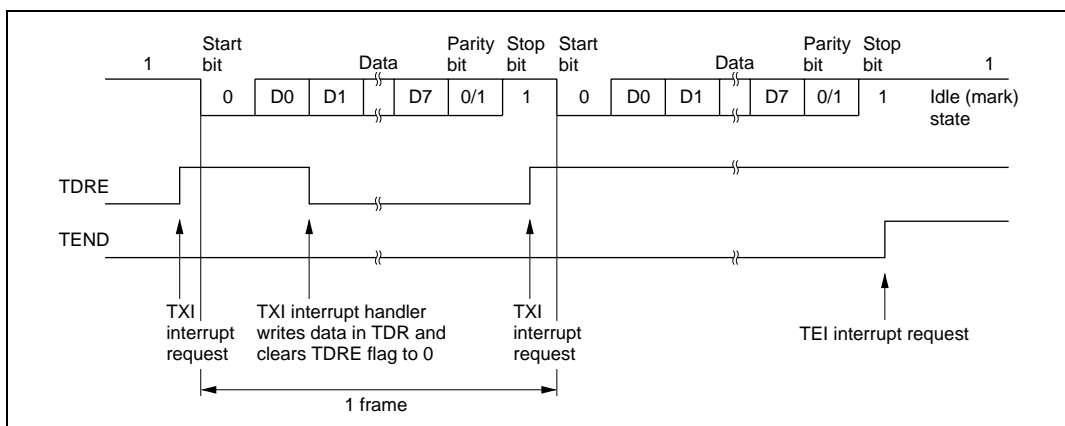 Start bit
Data
Parity bit
Stop bit
Start bit
Data
Parity bit
Stop bit
1
1
0 D0 D1 D7 0/1 1 0 D0 D1 D7 0/1 1
Idle (mark) state
TDRE
TEND
TXI interrupt request
TXI interrupt handler
writes data in TDR and
clears TDRE flag to 0
TXI interrupt request
TEI interrupt request
1 frame